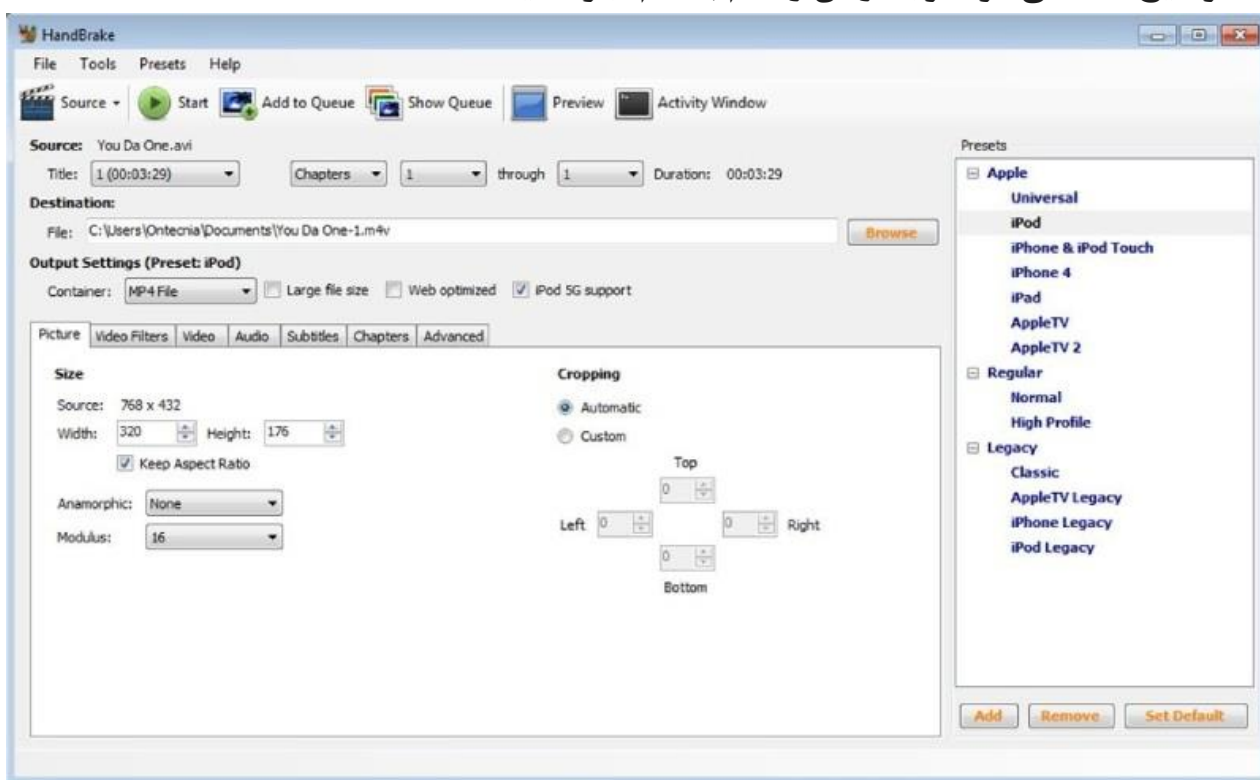 HandBrake
File Tools Presets Help
Source Start Add to Queue Show Queue Preview Activity Window
Source: You Da One.avi
Title: 1 (00:03:29) Chapters 1 through 1 Duration: 00:03:29
Destination:
File: C:\Users\Ontecnia\Documents\You Da One-1.m4v Browse
Output Settings (Preset: iPod)
Container: MP4 File Large file size Web optimized iPod 5G support
Picture Video Filters Video Audio Subtitles Chapters Advanced
Size
Source: 768 x 432
Width: 320 Height: 176
Keep Aspect Ratio
Anamorphic: None
Modulus: 16
Cropping
Automatic
Custom
Top
0
Left 0 0 Right
0
Bottom
Presets
Apple
Universal
iPod
iPhone & iPod Touch
iPhone 4
iPad
AppleTV
AppleTV 2
Regular
Normal
High Profile
Legacy
Classic
AppleTV Legacy
iPhone Legacy
iPod Legacy
Add Remove Set Default